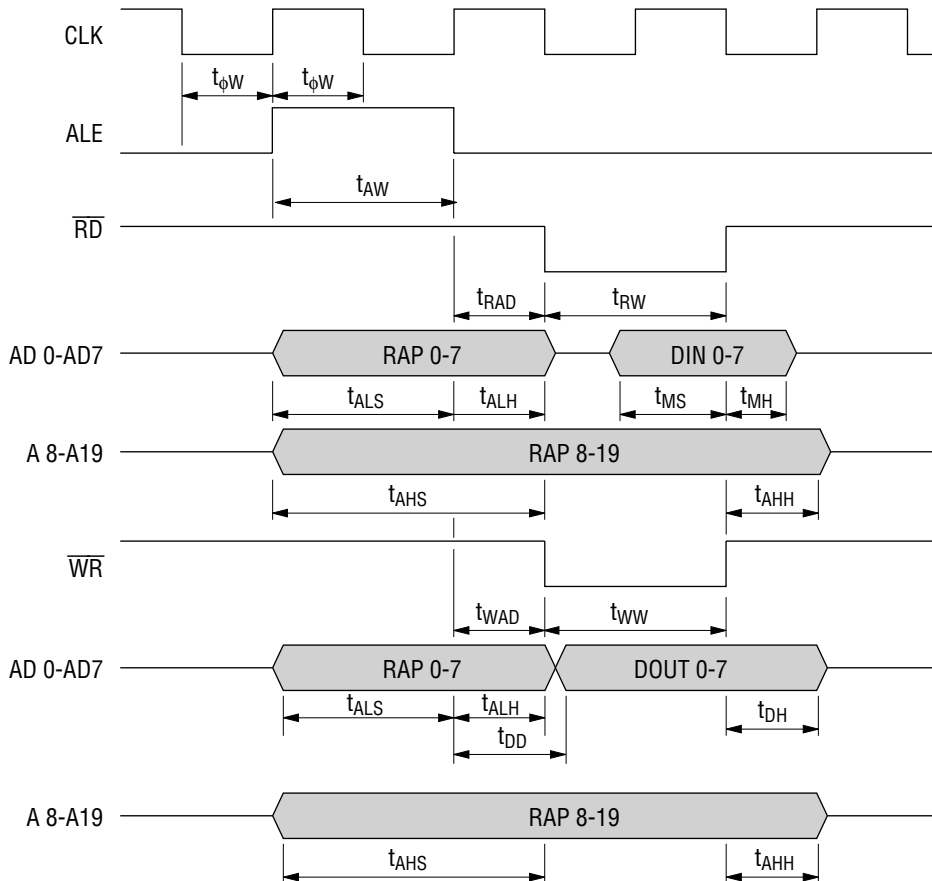 CLK
tϕW tϕW
ALE
tAW
RD
tRAD tRW
AD 0-AD7 RAP 0-7 DIN 0-7
tALS tALH tMS tMH
A 8-A19 RAP 8-19
tAHS tAHH
WR
tWAD tWW
AD 0-AD7 RAP 0-7 DOUT 0-7
tALS tALH tDH
tDD
A 8-A19 RAP 8-19
tAHS tAHH